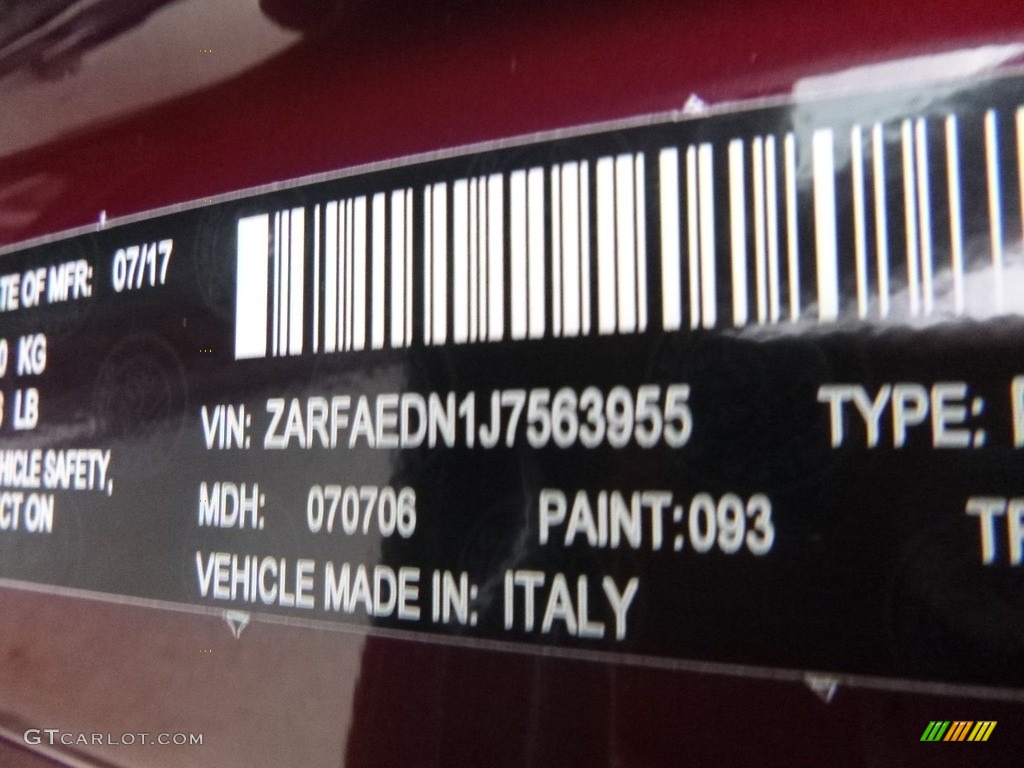 TE OF MFR: 07/17
0 KG
LB
VIN: ZARFAEDN1J7563955
TYPE:
HICLE SAFETY,
CT ON
MDH: 070706
PAINT:093
VEHICLE MADE IN: ITALY
GTCARLOT.COM